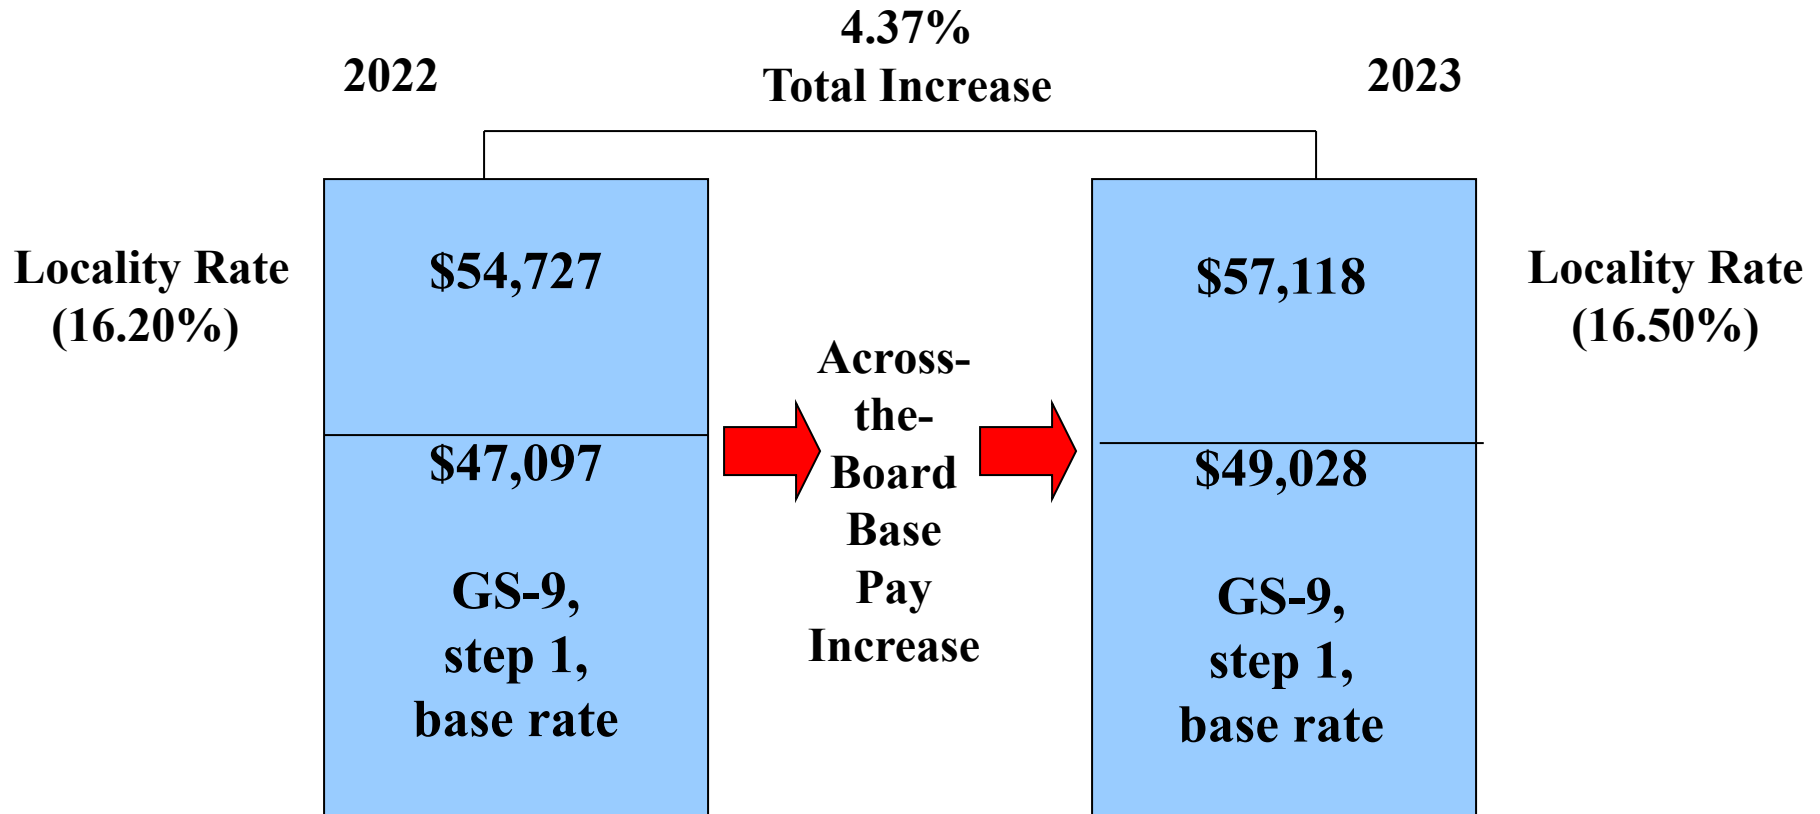 4.37%
Total Increase
2022
2023
Locality Rate
(16.20%)
$54,727
$57,118
Locality Rate
(16.50%)
Across-
the-
Board
Base
Pay
Increase
$47,097
GS-9,
step 1,
base rate
$49,028
GS-9,
step 1,
base rate